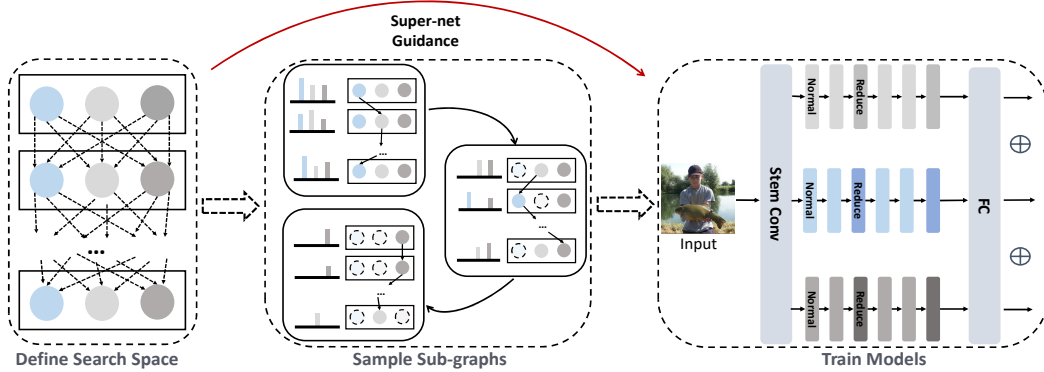 Super-net
Guidance
...
...
...
...
...
Input
Stem Conv
Normal
Reduce
Normal
Reduce
Normal
Reduce
FC
Define Search Space
Sample Sub-graphs
Train Models